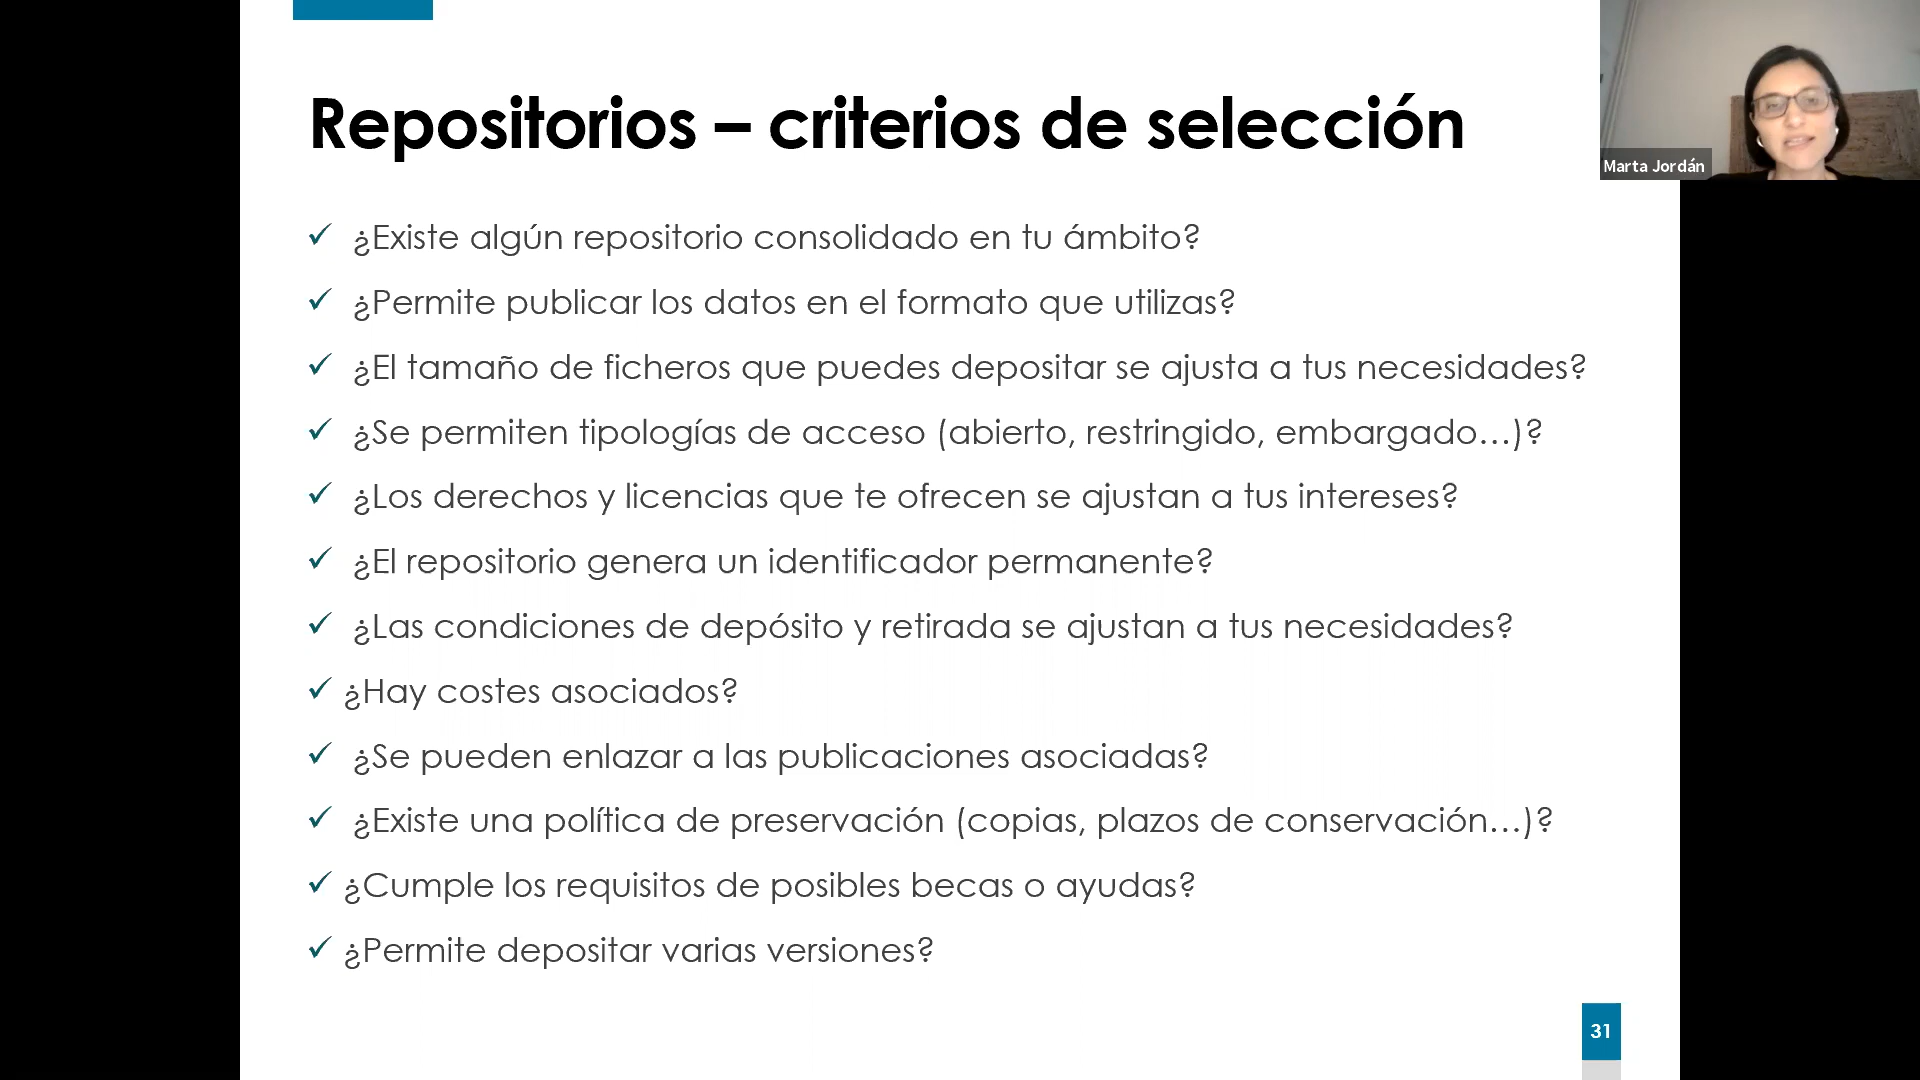 Repositorios – criterios de selección
Marta Jordán
✓ ¿Existe algún repositorio consolidado en tu ámbito?
✓ ¿Permite publicar los datos en el formato que utilizas?
✓ ¿El tamaño de ficheros que puedes depositar se ajusta a tus necesidades?
✓ ¿Se permiten tipologías de acceso (abierto, restringido, embargado…)?
✓ ¿Los derechos y licencias que te ofrecen se ajustan a tus intereses?
✓ ¿El repositorio genera un identificador permanente?
✓ ¿Las condiciones de depósito y retirada se ajustan a tus necesidades?
✓ ¿Hay costes asociados?
✓ ¿Se pueden enlazar a las publicaciones asociadas?
✓ ¿Existe una política de preservación (copias, plazos de conservación…)?
✓ ¿Cumple los requisitos de posibles becas o ayudas?
✓ ¿Permite depositar varias versiones?
31